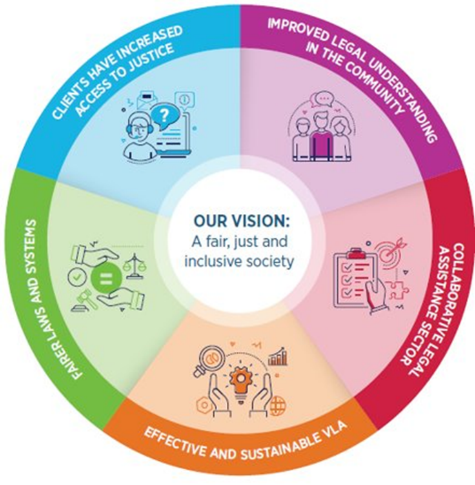 CLIENTS HAVE INCREASED
ACCESS TO JUSTICE
IMPROVED LEGAL UNDERSTANDING
IN THE COMMUNITY
OUR VISION:
A fair, just and
inclusive society
FAIRER LAWS AND SYSTEMS
COLLABORATIVE LEGAL
ASSISTANCE SECTOR
EFFECTIVE AND SUSTAINABLE VLA